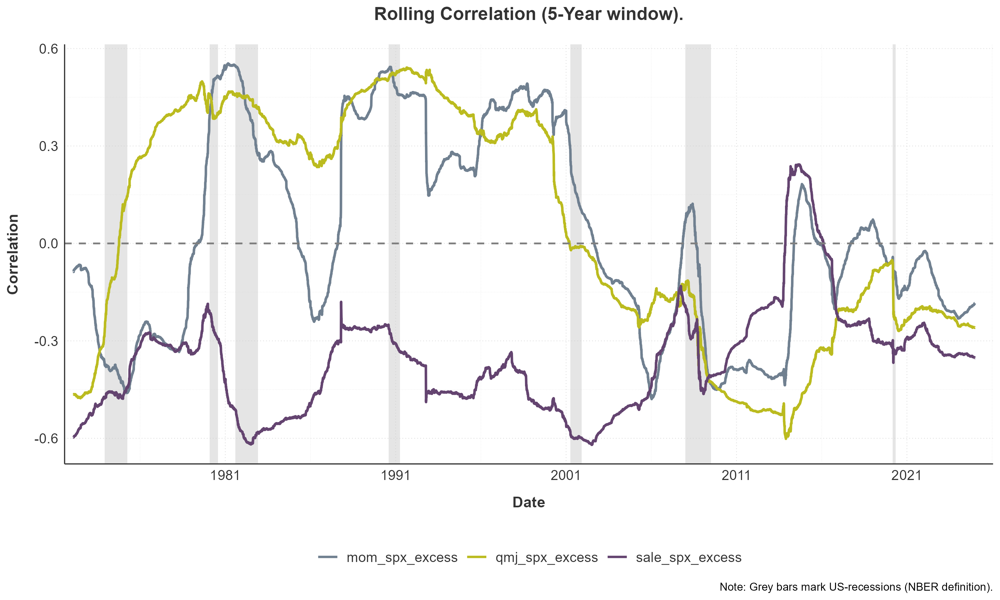 Rolling Correlation (5-Year window).
0.6
0.3
0.0
-0.3
-0.6
Correlation
1981 1991 2001 2011 2021
Date
mom_spx_excess qmj_spx_excess sale_spx_excess
Note: Grey bars mark US-recessions (NBER definition).